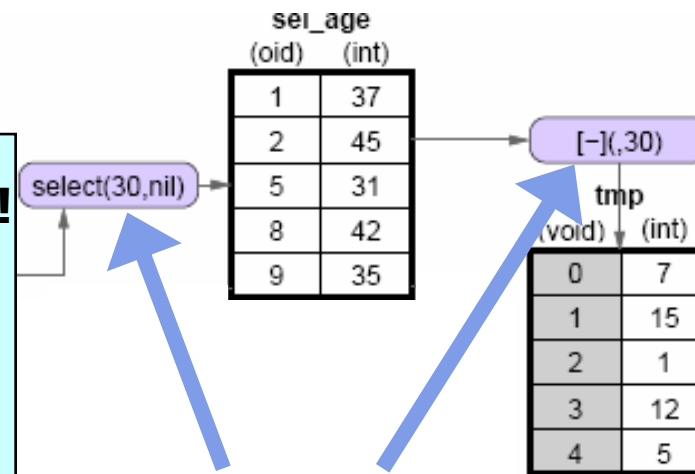 sel_age
(oid) (int)
1 37
2 45
5 31
8 42
9 35
!
select(30,nil)
[−](,30)
tmp
(void) (int)
0 7
1 15
2 1
3 12
4 5